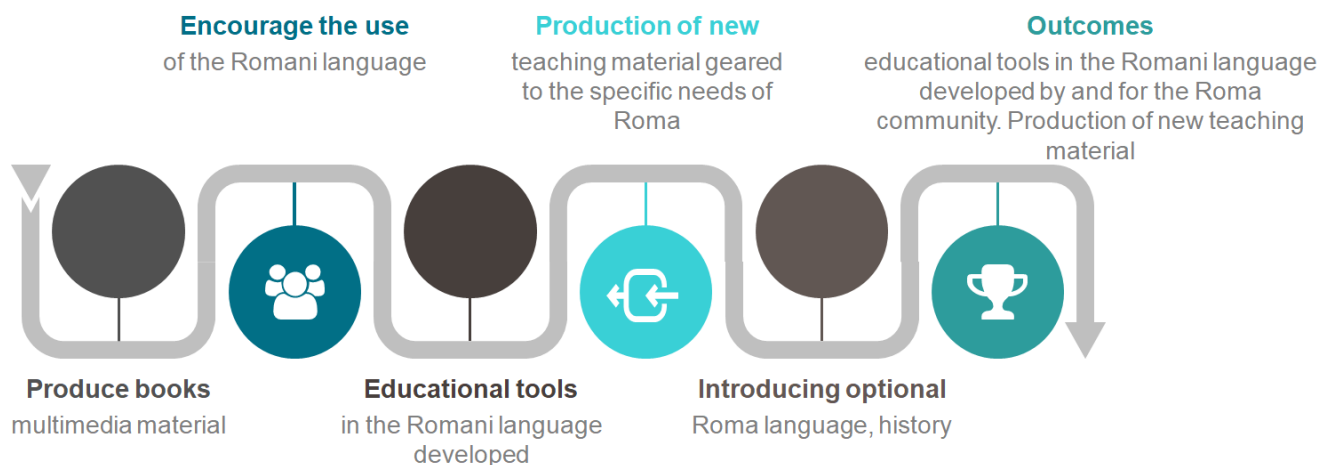 Encourage the use
of the Romani language
Production of new
teaching material geared
to the specific needs of
Roma
Outcomes
educational tools in the Romani language
developed by and for the Roma
community. Production of new teaching
material
Produce books
multimedia material
Educational tools
in the Romani language
developed
Introducing optional
Roma language, history